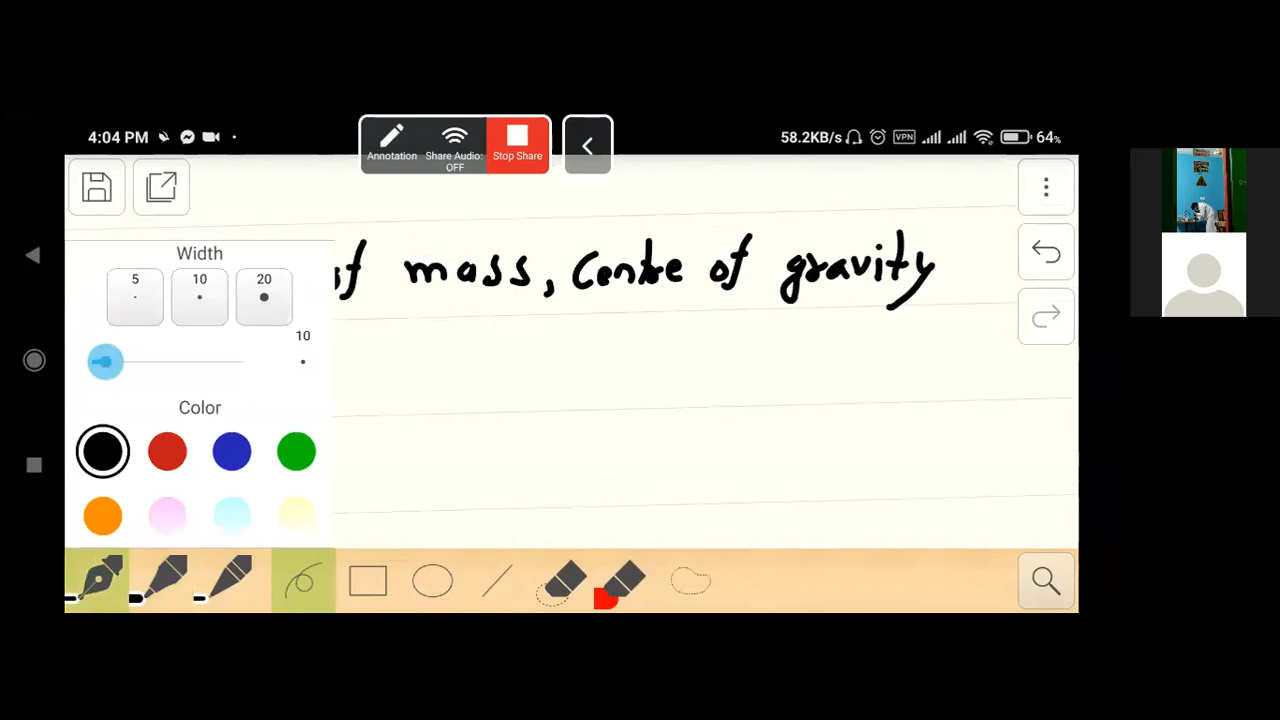 4:04 PM
58.2KB/s VPN 64%
Annotation
Share Audio: OFF
Stop Share
of mass, Centre of gravity
Width
5 10 20
10
Color